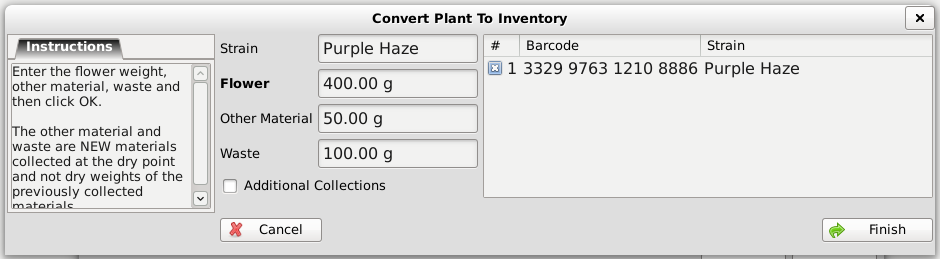 Convert Plant To Inventory
Instructions
Enter the flower weight,
other material, waste and
then click OK.
The other material and
waste are NEW materials
collected at the dry point
and not dry weights of the
previously collected
materials
Strain Purple Haze
Flower 400.00 g
Other Material 50.00 g
Waste 100.00 g
Additional Collections
# Barcode Strain
1 3329 9763 1210 8886 Purple Haze
Cancel
Finish